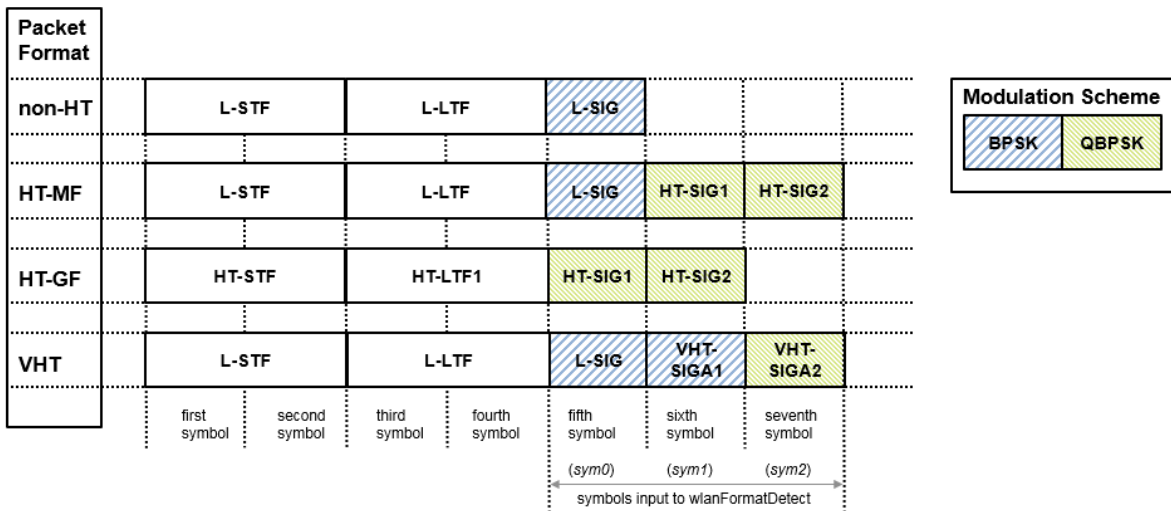 Packet
Format
non-HT
L-STF
L-LTF
L-SIG
Modulation Scheme
BPSK
QBPSK
HT-MF
L-STF
L-LTF
L-SIG
HT-SIG1
HT-SIG2
HT-GF
HT-STF
HT-LTF1
HT-SIG1
HT-SIG2
VHT
L-STF
L-LTF
L-SIG
VHT-
SIGA1
VHT-
SIGA2
first
symbol
second
symbol
third
symbol
fourth
symbol
fifth
symbol
sixth
symbol
seventh
symbol
(sym0)
(sym1)
(sym2)
symbols input to wlanFormatDetect